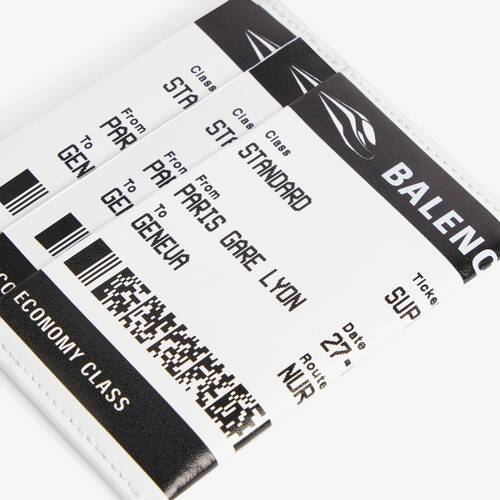 Class
STA
From
PAR
To
GEN
Class
STA
From
PAI
To
GEI
BALENC
Class
STANDARD
From
PARIS GARE LYON
To
GENEVA
Ticke
SUP
Date
27-
Route
NUR
CO
ECONOMY CLASS